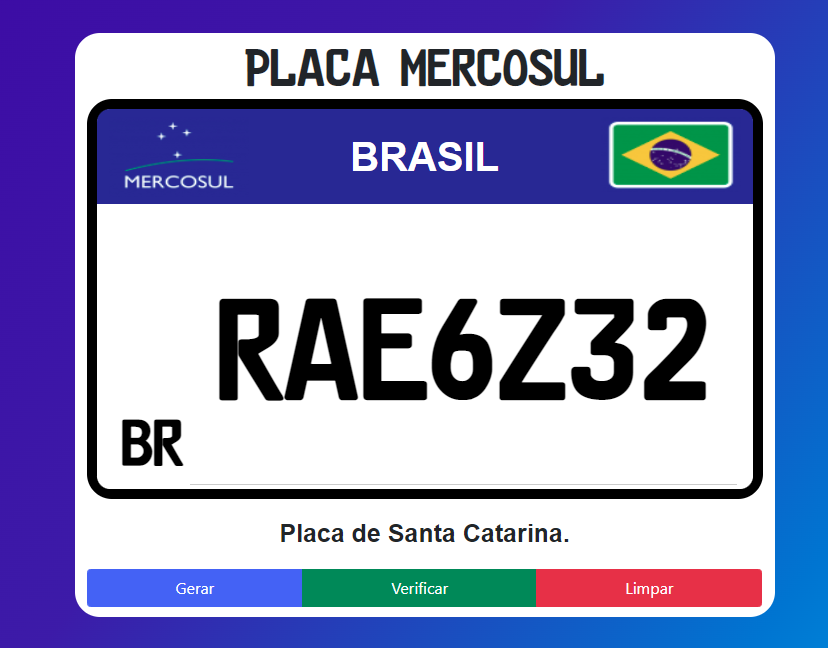 PLACA MERCOSUL
MERCOSUL
BRASIL
RAE6Z32
BR
Placa de Santa Catarina.
Gerar
Verificar
Limpar